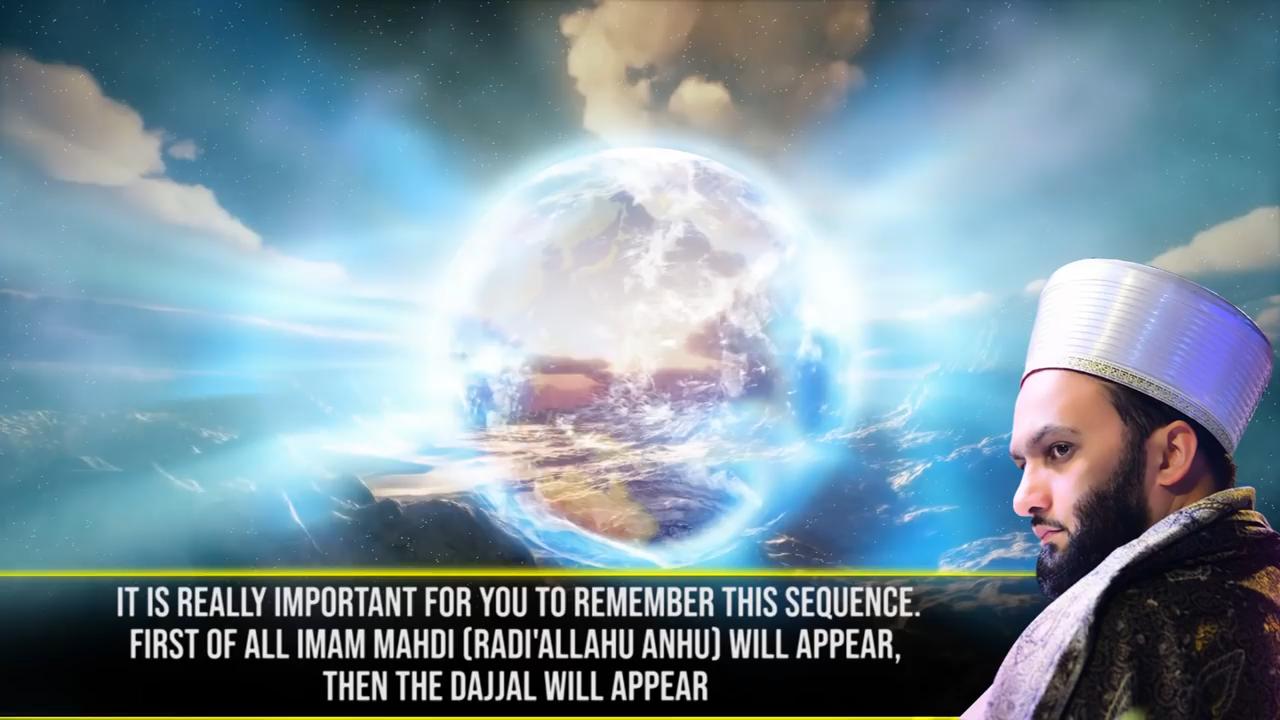 IT IS REALLY IMPORTANT FOR YOU TO REMEMBER THIS SEQUENCE.
FIRST OF ALL IMAM MAHDI (RADI'ALLAHU ANHU) WILL APPEAR,
THEN THE DAJJAL WILL APPEAR